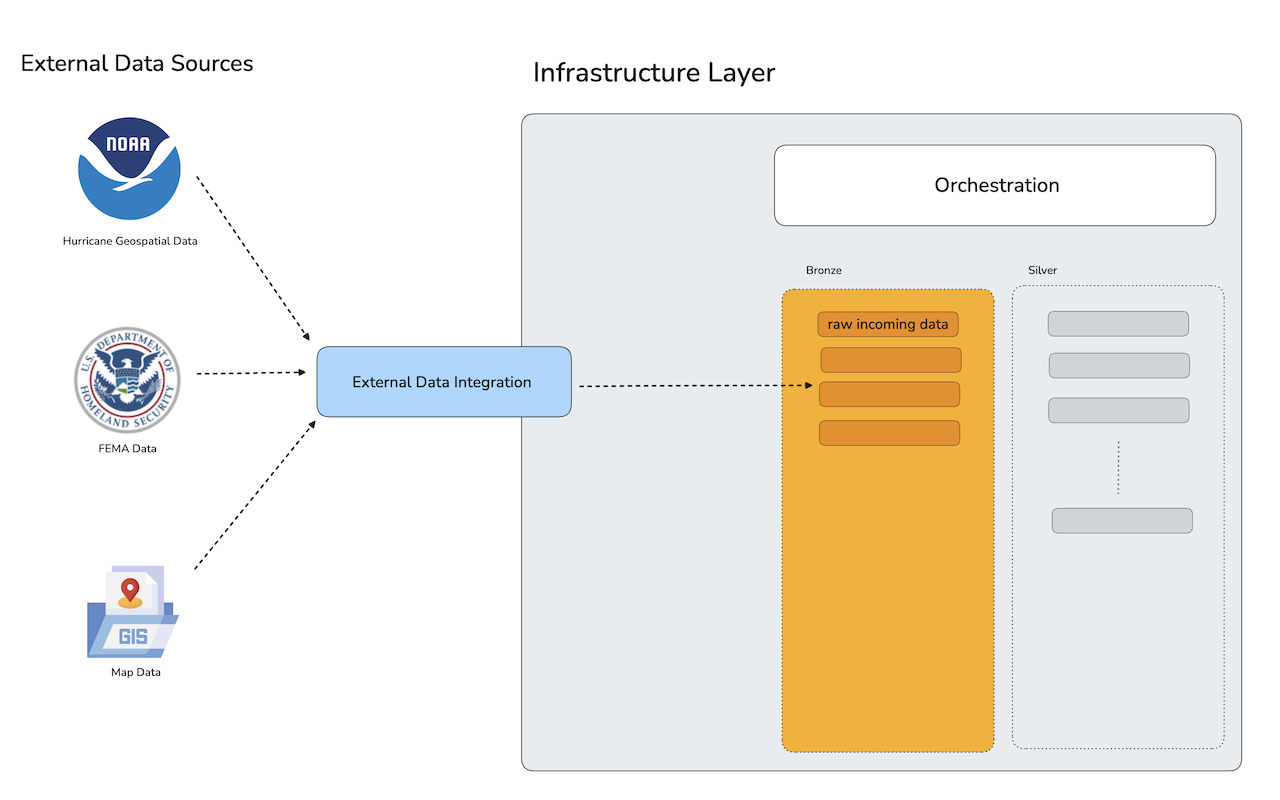 External Data Sources
Infrastructure Layer
NOAA
Hurricane Geospatial Data
Orchestration
Bronze
Silver
raw incoming data
U.S. DEPARTMENT OF
HOMELAND SECURITY
FEMA Data
External Data Integration
GIS
Map Data